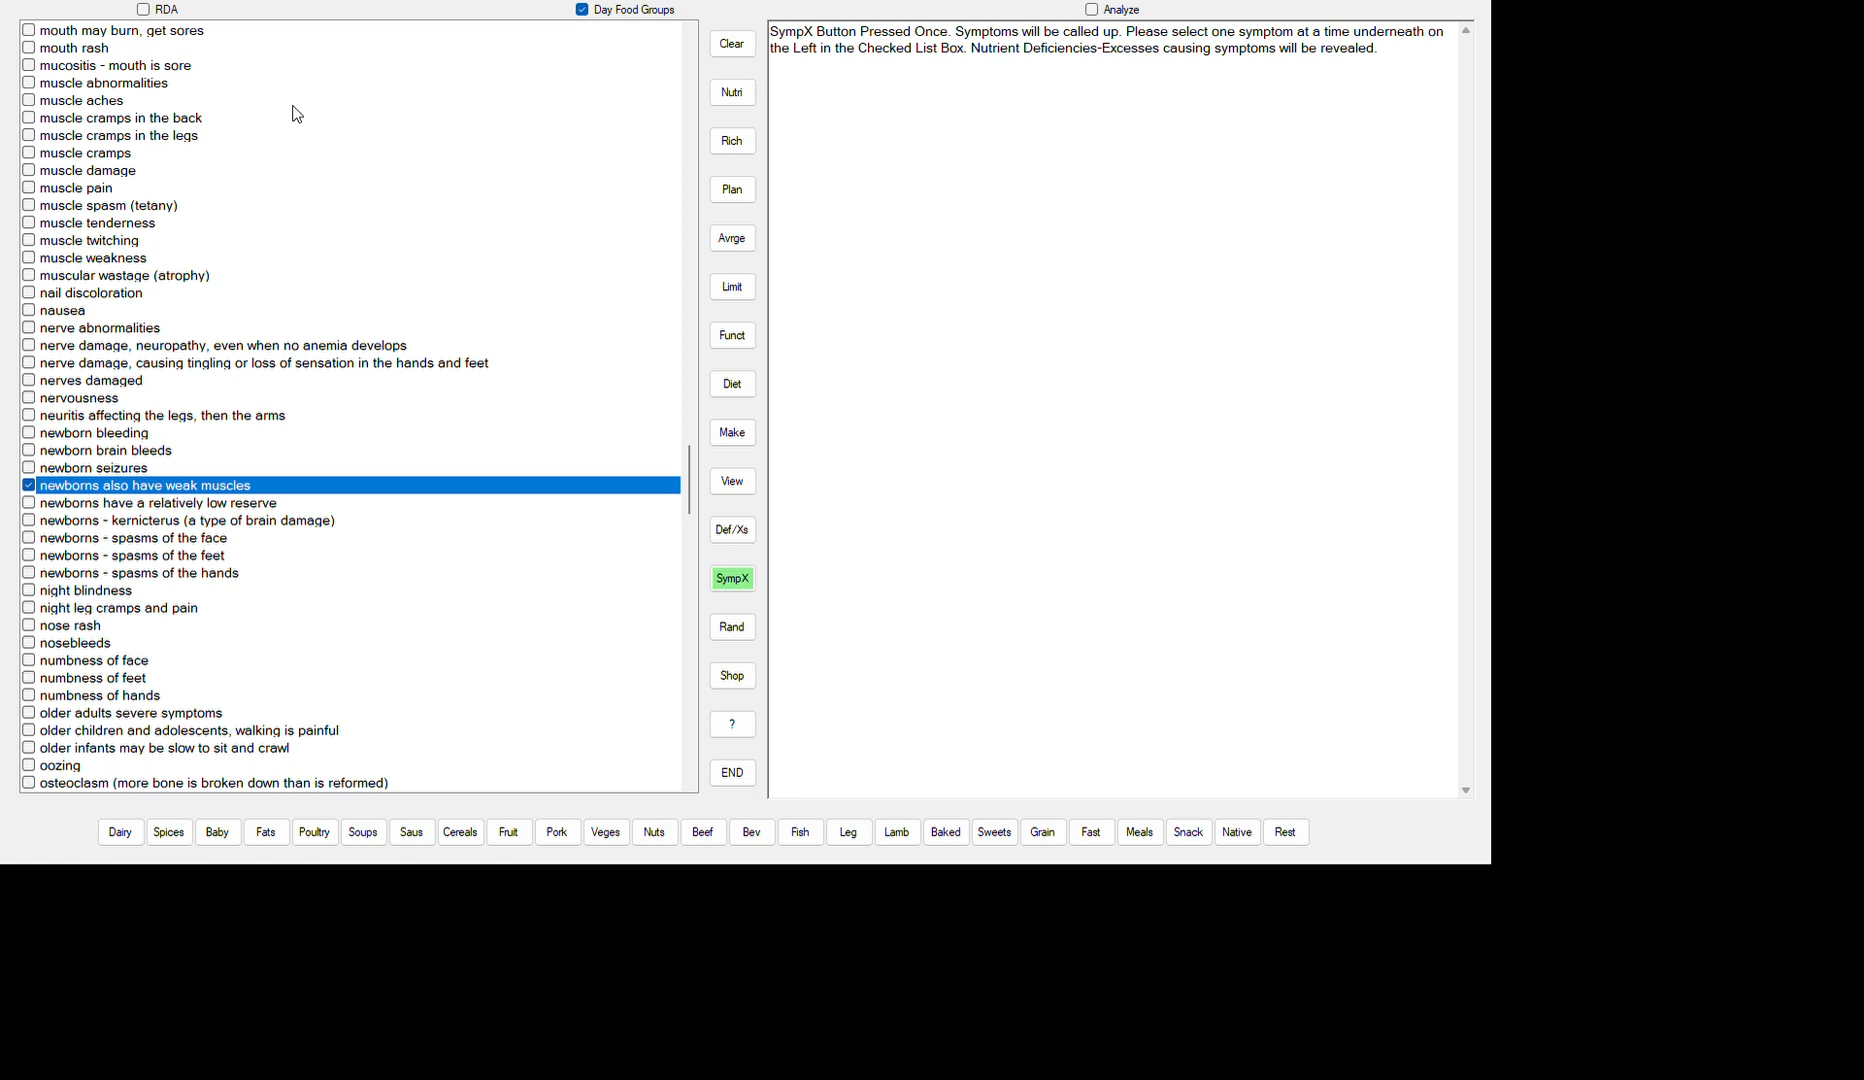 RDA
Day Food Groups
Analyze
mouth may burn, get sores
mouth rash
mucositis - mouth is sore
muscle abnormalities
muscle aches
muscle cramps in the back
muscle cramps in the legs
muscle cramps
muscle damage
muscle pain
muscle spasm (tetany)
muscle tenderness
muscle twitching
muscle weakness
muscular wastage (atrophy)
nail discoloration
nausea
nerve abnormalities
nerve damage, neuropathy, even when no anemia develops
nerve damage, causing tingling or loss of sensation in the hands and feet
nerves damaged
nervousness
neuritis affecting the legs, then the arms
newborn bleeding
newborn brain bleeds
newborn seizures
newborns also have weak muscles
newborns have a relatively low reserve
newborns - kernicterus (a type of brain damage)
newborns - spasms of the face
newborns - spasms of the feet
newborns - spasms of the hands
night blindness
night leg cramps and pain
nose rash
nosebleeds
numbness of face
numbness of feet
numbness of hands
older adults severe symptoms
older children and adolescents, walking is painful
older infants may be slow to sit and crawl
oozing
osteoclasm (more bone is broken down than is reformed)
Clear
Nutri
Rich
Plan
Avrge
Limit
Funct
Diet
Make
View
Def/Xs
SympX
Rand
Shop
?
END
SympX Button Pressed Once. Symptoms will be called up. Please select one symptom at a time underneath on
the Left in the Checked List Box. Nutrient Deficiencies-Excesses causing symptoms will be revealed.
Dairy Spices Baby Fats Poultry Soups Saus Cereals Fruit Pork Veges Nuts Beef Bev Fish Leg Lamb Baked Sweets Grain Fast Meals Snack Native Rest